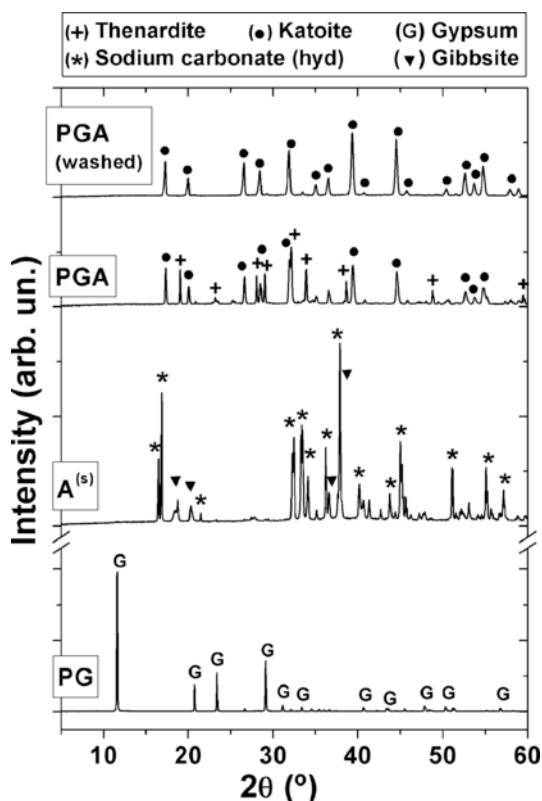 (+) Thenardite (●) Katoite (G) Gypsum
(*) Sodium carbonate (hyd) (▼) Gibbsite
PGA
(washed)
PGA
A(s)
PG
G G G G G G G G G G G
Intensity (arb. un.)
10 20 30 40 50 60
2θ (º)